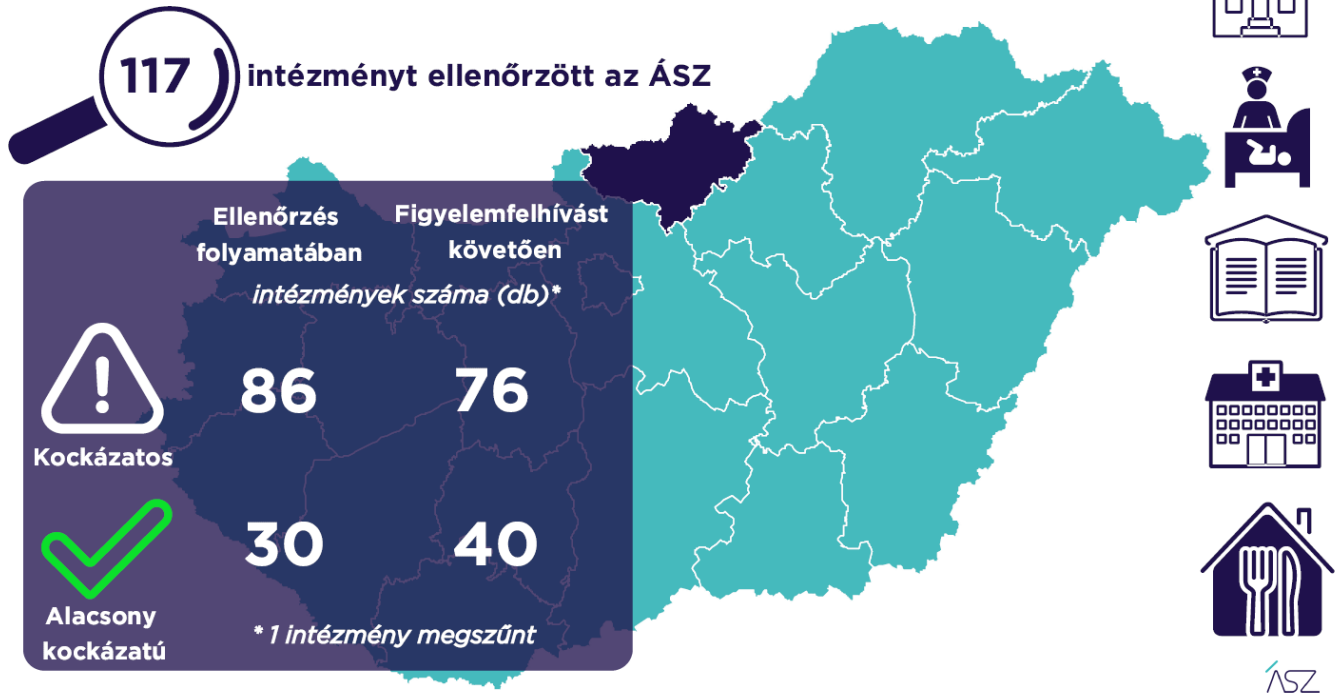 117 intézményt ellenőrzött az ÁSZ
Ellenőrzés folyamatában
Figyelemfelhívást követően
intézmények száma (db)*
Kockázatos
86
76
Alacsony kockázatú
30
40
* 1 intézmény megszűnt
ÁSZ